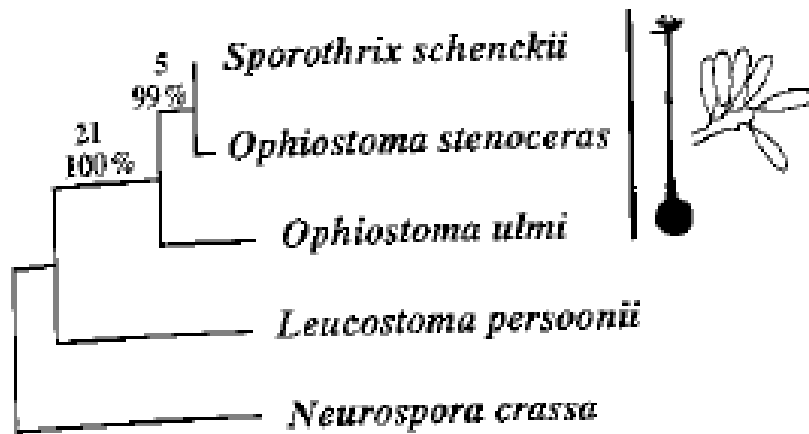 Sporothrix schenckii
5
99%
Ophiostoma stenoceras
21
100%
Ophiostoma ulmi
Leucostoma persoonii
Neurospora crassa